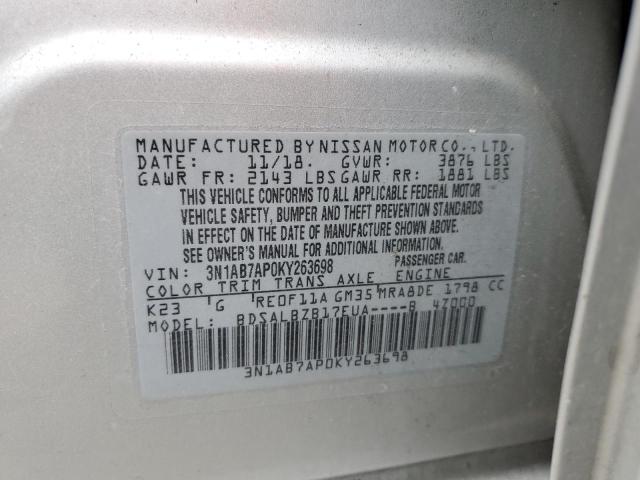 MANUFACTURED BY NISSAN MOTOR CO., LTD.
DATE: 11/18. GVWR: 3876 LBS
GAWR FR: 2143 LBS GAWR RR: 1881 LBS
THIS VEHICLE CONFORMS TO ALL APPLICABLE FEDERAL MOTOR
VEHICLE SAFETY, BUMPER AND THEFT PREVENTION STANDARDS
IN EFFECT ON THE DATE OF MANUFACTURE SHOWN ABOVE.
SEE OWNER'S MANUAL FOR ADDITIONAL INFORMATION.
VIN: 3N1AB7AP0KY263698 PASSENGER CAR.
COLOR TRIM TRANS AXLE ENGINE
K23 'G RE0F11A GM35 MRA8DE 1798 CC
MODEL: BDSALBZB17EUA----B 4Z000
3N1AB7AP0KY263698